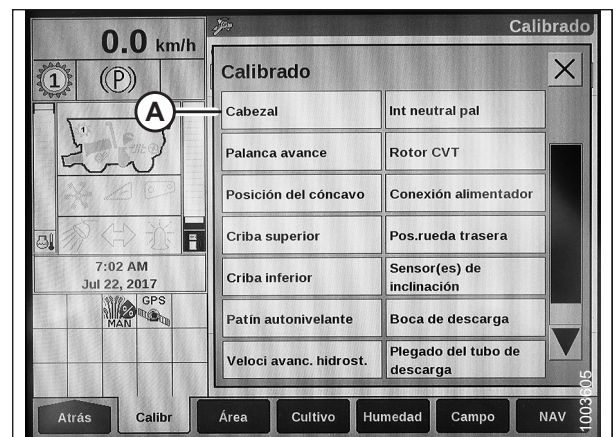 0.0 km/h
Calibrado
1
(P)
A
1
Calibrado
Cabezal
Int neutral pal
Palanca avance
Rotor CVT
Posición del cóncavo
Conexión alimentador
Criba superior
Pos.rueda trasera
Criba inferior
Sensor(es) de
inclinación
Patín autonivelante
Boca de descarga
Veloci avanc. hidrost.
Plegado del tubo de
descarga
7:02 AM
Jul 22, 2017
GPS
MAN
Atrás
Calibr
Área
Cultivo
Humedad
Campo
NAV
1003605